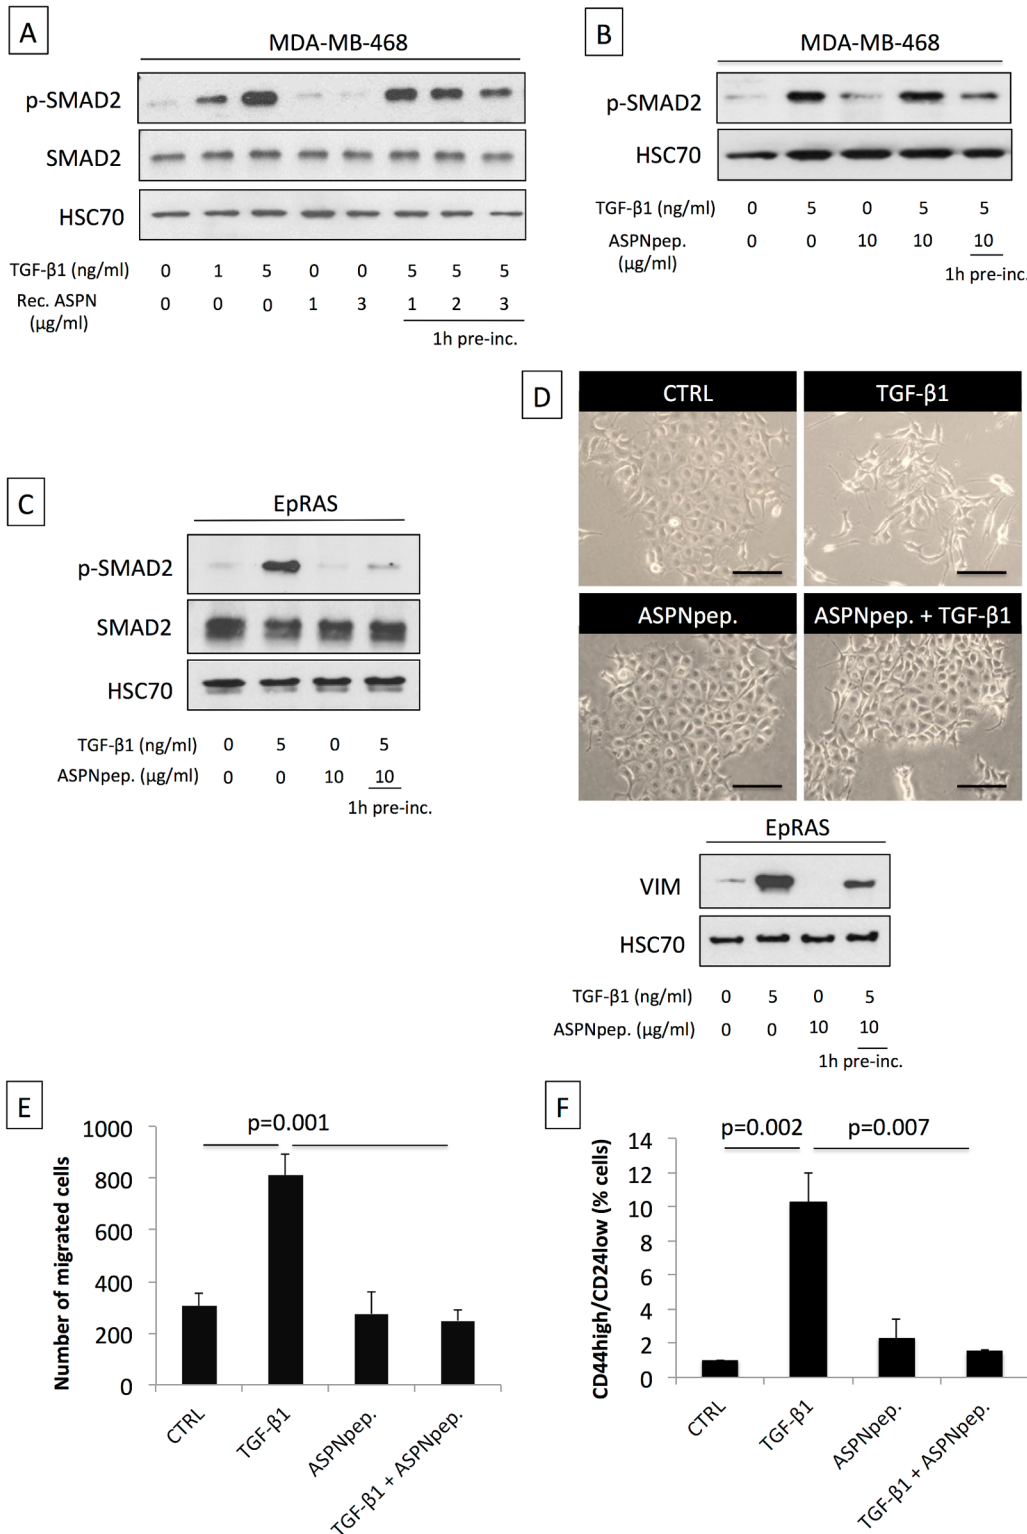 A
MDA-MB-468
p-SMAD2
SMAD2
HSC70
TGF-β1 (ng/ml) 0 1 5 0 0 5 5 5
Rec. ASPN 0 0 0 1 3 1 2 3
(µg/ml)
1h pre-inc.
B
MDA-MB-468
p-SMAD2
HSC70
TGF-β1 (ng/ml) 0 5 0 5 5
ASPNpep. 0 0 10 10 10
(µg/ml)
1h pre-inc.
C
EpRAS
p-SMAD2
SMAD2
HSC70
TGF-β1 (ng/ml) 0 5 0 5
ASPNpep. (µg/ml) 0 0 10 10
1h pre-inc.
D
CTRL TGF-β1
ASPNpep. ASPNpep. + TGF-β1
EpRAS
VIM
HSC70
TGF-β1 (ng/ml) 0 5 0 5
ASPNpep. (µg/ml) 0 0 10 10
1h pre-inc.
E
p=0.001
Number of migrated cells
1000
800
600
400
200
0
CTRL
TGF-β1
ASPNpep.
TGF-β1 + ASPNpep.
F
p=0.002 p=0.007
CD44high/CD24low (% cells)
14
12
10
8
6
4
2
0
CTRL
TGF-β1
ASPNpep.
TGF-β1 + ASPNpep.